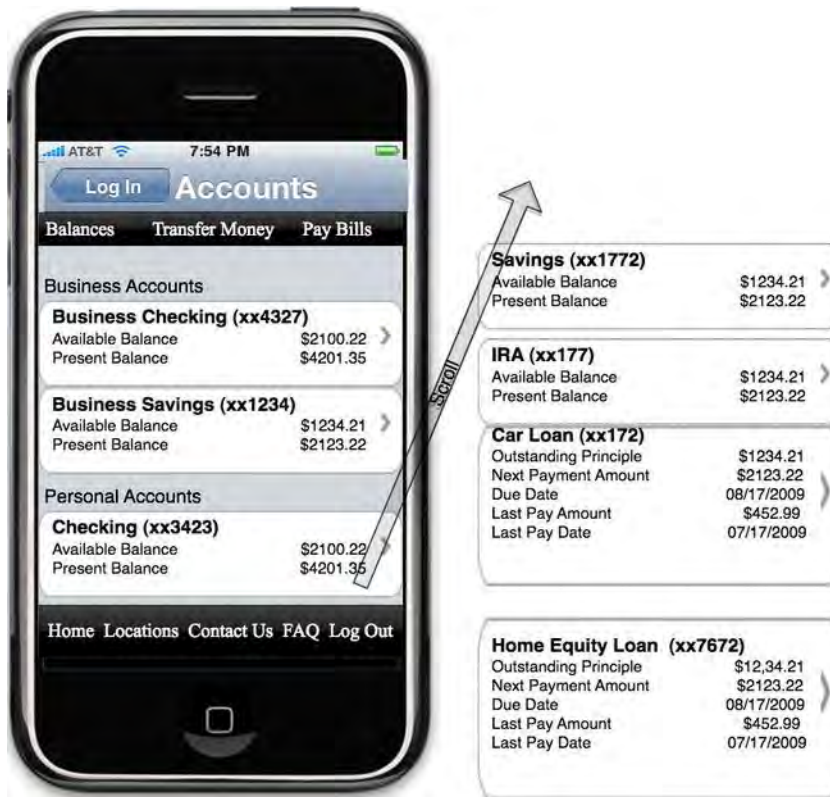 AT&T 7:54 PM
Log In Accounts
Balances Transfer Money Pay Bills
Business Accounts
Business Checking (xx4327)
Available Balance $2100.22
Present Balance $4201.35
Business Savings (xx1234)
Available Balance $1234.21
Present Balance $2123.22
Personal Accounts
Checking (xx3423)
Available Balance $2100.22
Present Balance $4201.35
Home Locations Contact Us FAQ Log Out
Scroll
Savings (xx1772)
Available Balance $1234.21
Present Balance $2123.22
IRA (xx177)
Available Balance $1234.21
Present Balance $2123.22
Car Loan (xx172)
Outstanding Principle $1234.21
Next Payment Amount $2123.22
Due Date 08/17/2009
Last Pay Amount $452.99
Last Pay Date 07/17/2009
Home Equity Loan (xx7672)
Outstanding Principle $12,34.21
Next Payment Amount $2123.22
Due Date 08/17/2009
Last Pay Amount $452.99
Last Pay Date 07/17/2009